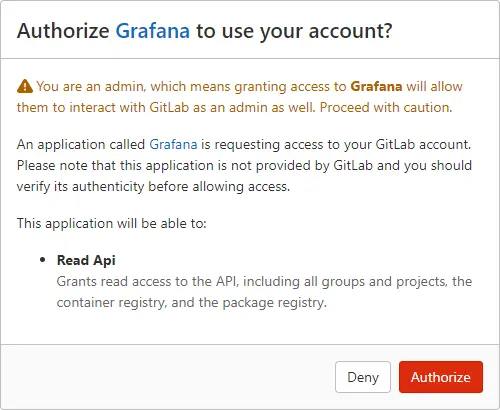 Authorize Grafana to use your account?
You are an admin, which means granting access to Grafana will allow
them to interact with GitLab as an admin as well. Proceed with caution.
An application called Grafana is requesting access to your GitLab account.
Please note that this application is not provided by GitLab and you should
verify its authenticity before allowing access.
This application will be able to:
Read Api
Grants read access to the API, including all groups and projects, the
container registry, and the package registry.
Deny
Authorize